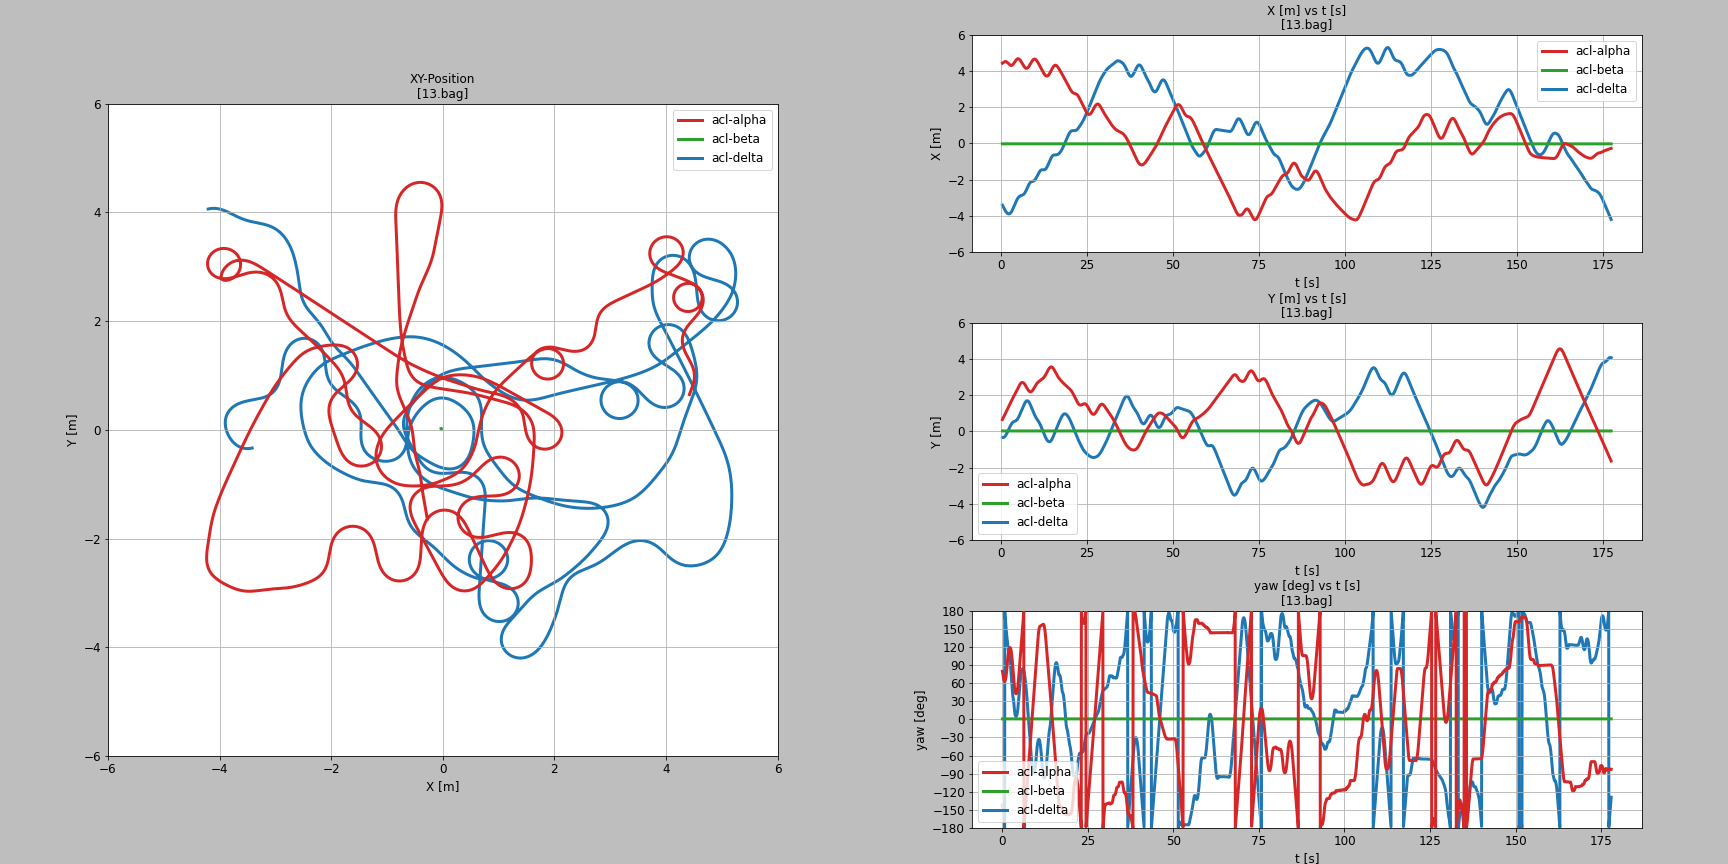 XY-Position
[13.bag]
6
4
2
0
−2
−4
−6
−6 −4 −2 0 2 4 6
X [m]
Y [m]
acl-alpha
acl-beta
acl-delta
X [m] vs t [s]
[13.bag]
6
4
2
0
−2
−4
−6
0 25 50 75 100 125 150 175
t [s]
X [m]
acl-alpha
acl-beta
acl-delta
Y [m] vs t [s]
[13.bag]
6
4
2
0
−2
−4
−6
0 25 50 75 100 125 150 175
t [s]
Y [m]
acl-alpha
acl-beta
acl-delta
yaw [deg] vs t [s]
[13.bag]
180
150
120
90
60
30
0
−30
−60
−90
−120
−150
−180
0 25 50 75 100 125 150 175
t [s]
yaw [deg]
acl-alpha
acl-beta
acl-delta